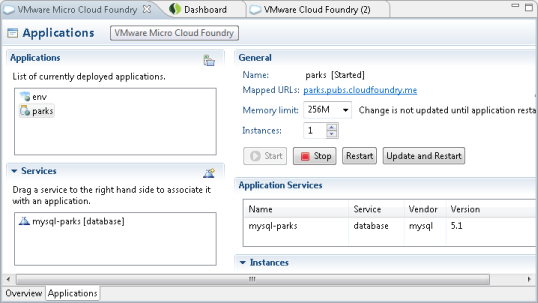 VMware Micro Cloud Foundry
Dashboard
VMware Cloud Foundry (2)
Applications
VMware Micro Cloud Foundry
Applications
List of currently deployed applications.
env
parks
Services
Drag a service to the right hand side to associate it
with an application.
mysql-parks [database]
General
Name: parks [Started]
Mapped URLs: parks.pubs.cloudfoundry.me
Memory limit: 256M Change is not updated until application resta
Instances: 1
Start Stop Restart Update and Restart
Application Services
Name Service Vendor Version
mysql-parks database mysql 5.1
Instances
Overview Applications